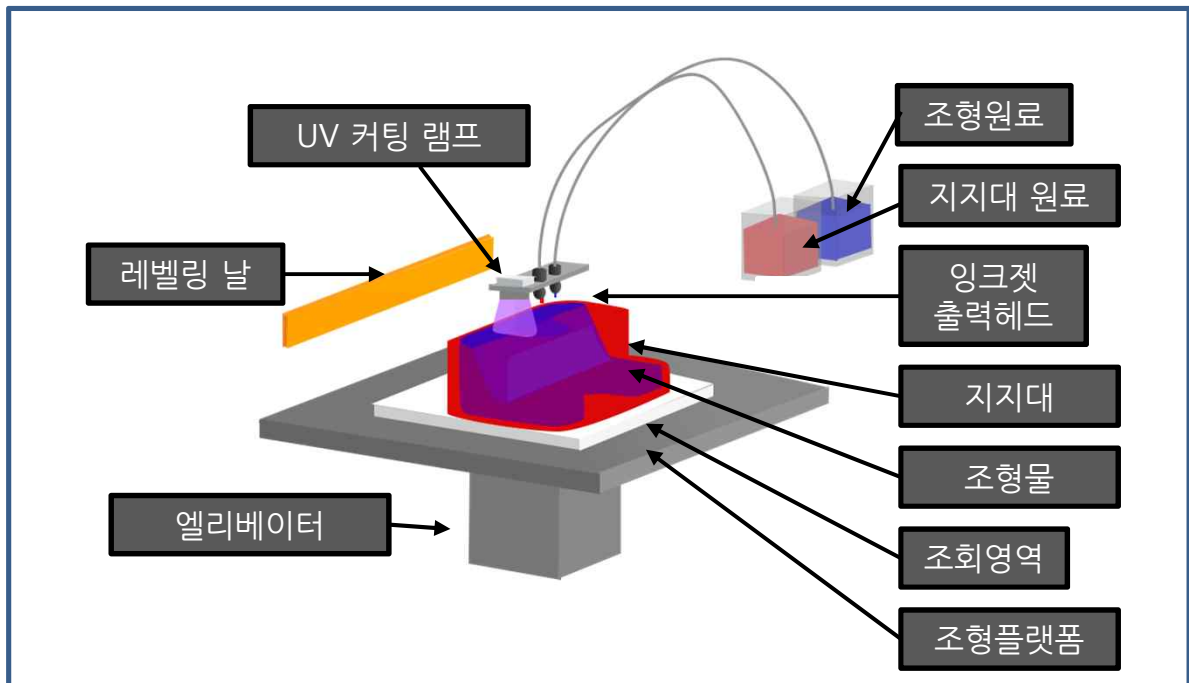 UV 커팅 램프
레벨링 날
엘리베이터
조형원료
지지대 원료
잉크젯
출력헤드
지지대
조형물
조회영역
조형플랫폼